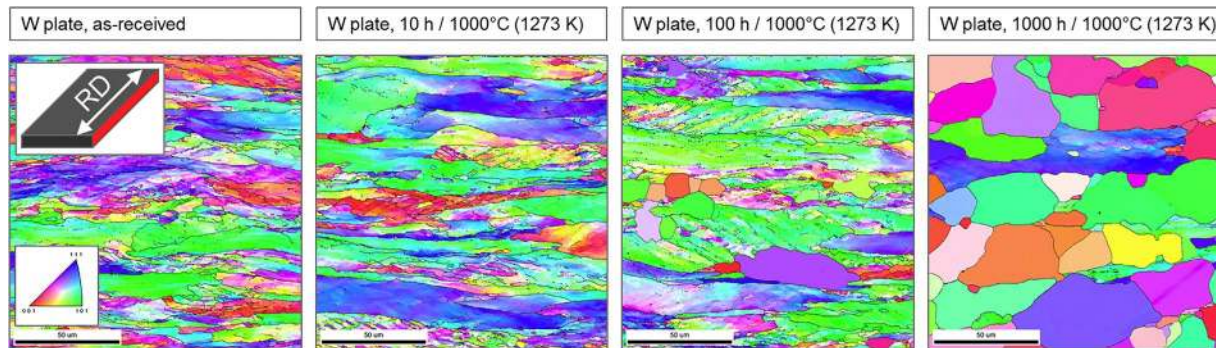 W plate, as-received
W plate, 10 h / 1000°C (1273 K)
W plate, 100 h / 1000°C (1273 K)
W plate, 1000 h / 1000°C (1273 K)
RD
111
001
101
50 um
50 um
50 um
50 um